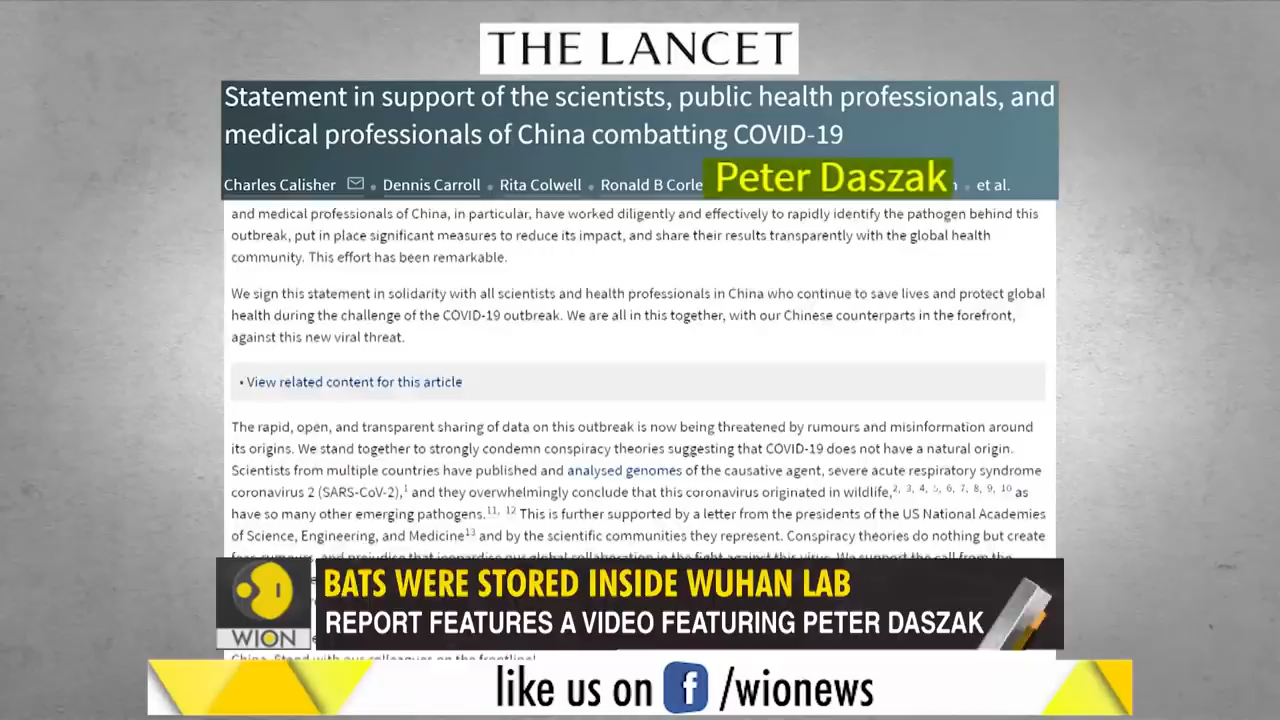 THE LANCET
Statement in support of the scientists, public health professionals, and
medical professionals of China combatting COVID-19
Charles Calisher • Dennis Carroll • Rita Colwell • Ronald B Corle Peter Daszak • et al.
and medical professionals of China, in particular, have worked diligently and effectively to rapidly identify the pathogen behind this
outbreak, put in place significant measures to reduce its impact, and share their results transparently with the global health
community. This effort has been remarkable.
We sign this statement in solidarity with all scientists and health professionals in China who continue to save lives and protect global
health during the challenge of the COVID-19 outbreak. We are all in this together, with our Chinese counterparts in the forefront,
against this new viral threat.
• View related content for this article
The rapid, open, and transparent sharing of data on this outbreak is now being threatened by rumours and misinformation around
its origins. We stand together to strongly condemn conspiracy theories suggesting that COVID-19 does not have a natural origin.
Scientists from multiple countries have published and analysed genomes of the causative agent, severe acute respiratory syndrome
coronavirus 2 (SARS-CoV-2),1 and they overwhelmingly conclude that this coronavirus originated in wildlife,2, 3, 4, 5, 6, 7, 8, 9, 10 as
have so many other emerging pathogens.11, 12 This is further supported by a letter from the presidents of the US National Academies
of Science, Engineering, and Medicine13 and by the scientific communities they represent. Conspiracy theories do nothing but create
BATS WERE STORED INSIDE WUHAN LAB
REPORT FEATURES A VIDEO FEATURING PETER DASZAK
WION
like us on f /wionews